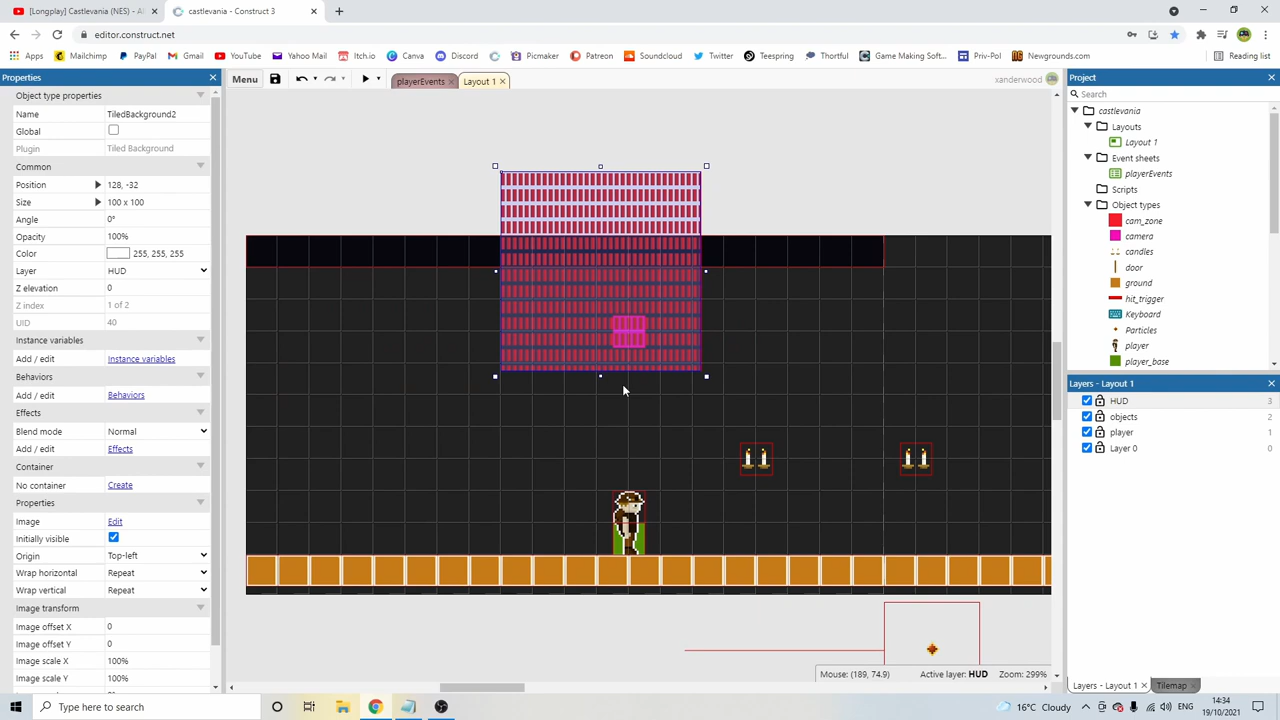 [Longplay] Castlevania (NES) - A
castlevania - Construct 3
editor.construct.net
Apps
Mailchimp
PayPal
Gmail
YouTube
Yahoo Mail
Itch.io
Canva
Discord
Picmaker
Patreon
Soundcloud
Twitter
Teespring
Thortful
Game Making Soft...
Priv-Pol
Newgrounds.com
Reading list
Properties
Menu
playerEvents
Layout 1
xanderwood
Project
Object type properties
Name TiledBackground2
Global
Plugin Tiled Background
Common
Position 128, -32
Size 100 x 100
Angle 0°
Opacity 100%
Color 255, 255, 255
Layer HUD
Z elevation 0
Z index 1 of 2
UID 40
Instance variables
Add / edit Instance variables
Behaviors
Add / edit Behaviors
Effects
Blend mode Normal
Add / edit Effects
Container
No container Create
Properties
Image Edit
Initially visible
Origin Top-left
Wrap horizontal Repeat
Wrap vertical Repeat
Image transform
Image offset X 0
Image offset Y 0
Image scale X 100%
Image scale Y 100%
Search
castlevania
Layouts
Layout 1
Event sheets
playerEvents
Scripts
Object types
cam_zone
camera
candles
door
ground
hit_trigger
Keyboard
Particles
player
player_base
Layers - Layout 1
HUD 3
objects 2
player 1
Layer 0 0
Mouse: (189, 74.9) Active layer: HUD Zoom: 299%
Layers - Layout 1
Tilemap
Type here to search
16°C Cloudy
ENG
14:34
19/10/2021